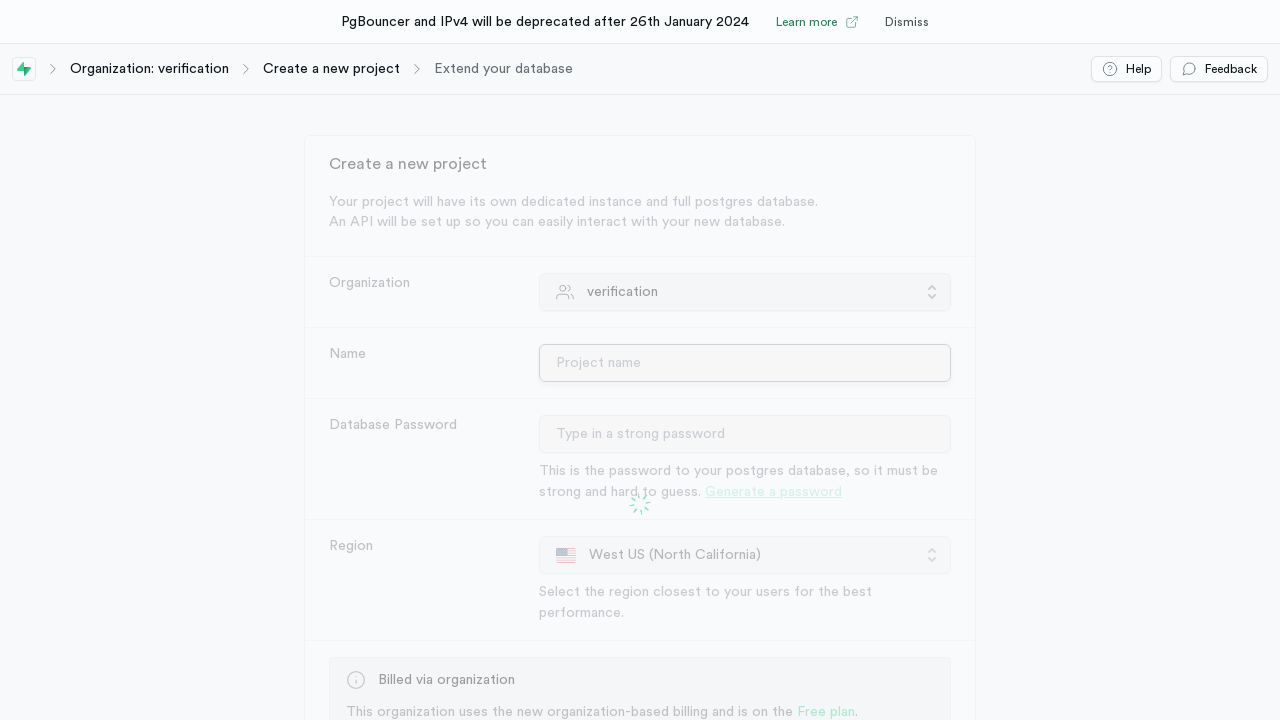 PgBouncer and IPv4 will be deprecated after 26th January 2024 Learn more Dismiss
Organization: verification Create a new project Extend your database Help Feedback
Create a new project
Your project will have its own dedicated instance and full postgres database.
An API will be set up so you can easily interact with your new database.
Organization verification
Name Project name
Database Password Type in a strong password
This is the password to your postgres database, so it must be
strong and hard to guess. Generate a password
Region West US (North California)
Select the region closest to your users for the best
performance.
Billed via organization
This organization uses the new organization-based billing and is on the Free plan.